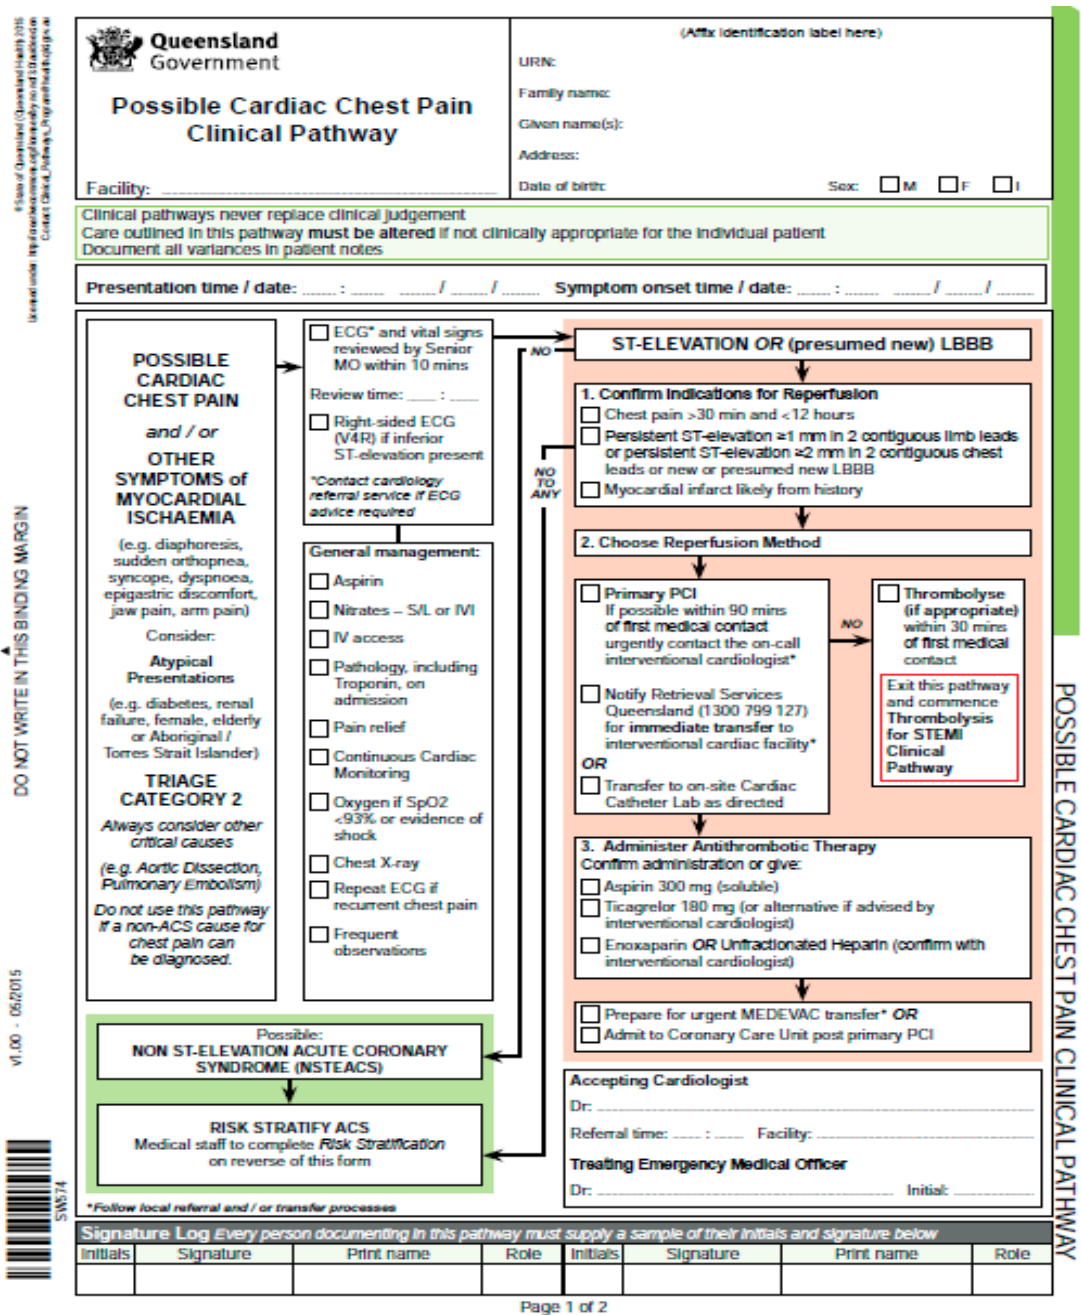 Queensland
Government
Possible Cardiac Chest Pain
Clinical Pathway
Facility:
(Affix identification label here)
URN:
Family name:
Given name(s):
Address:
Date of birth:
Sex: M F I
Clinical pathways never replace clinical judgement
Care outlined in this pathway must be altered if not clinically appropriate for the individual patient
Document all variances in patient notes
Presentation time / date: : / / Symptom onset time / date: : / /
POSSIBLE
CARDIAC
CHEST PAIN
and / or
OTHER
SYMPTOMS of
MYOCARDIAL
ISCHAEMIA
(e.g. diaphoresis,
sudden orthopnea,
syncope, dyspnoea,
epigastric discomfort,
jaw pain, arm pain)
Consider:
Atypical
Presentations
(e.g. diabetes, renal
failure, female, elderly
or Aboriginal /
Torres Strait Islander)
TRIAGE
CATEGORY 2
Always consider other
critical causes
(e.g. Aortic Dissection,
Pulmonary Embolism)
Do not use this pathway
if a non-ACS cause for
chest pain can
be diagnosed.
ECG* and vital signs
reviewed by Senior
MO within 10 mins
Review time: :
Right-sided ECG
(V4R) if inferior
ST-elevation present
*Contact cardiology
referral service if ECG
advice required
General management:
Aspirin
Nitrates – S/L or IVI
IV access
Pathology, including
Troponin, on
admission
Pain relief
Continuous Cardiac
Monitoring
Oxygen if SpO2
<93% or evidence of
shock
Chest X-ray
Repeat ECG if
recurrent chest pain
Frequent
observations
NO
NO
TO
ANY
ST-ELEVATION OR (presumed new) LBBB
1. Confirm Indications for Reperfusion
Chest pain >30 min and <12 hours
Persistent ST-elevation ≥1 mm in 2 contiguous limb leads
or persistent ST-elevation ≥2 mm in 2 contiguous chest
leads or new or presumed new LBBB
Myocardial infarct likely from history
2. Choose Reperfusion Method
Primary PCI
If possible within 90 mins
of first medical contact
urgently contact the on-call
interventional cardiologist*
Notify Retrieval Services
Queensland (1300 799 127)
for immediate transfer to
interventional cardiac facility*
OR
Transfer to on-site Cardiac
Catheter Lab as directed
NO
Thrombolyse
(if appropriate)
within 30 mins
of first medical
contact
Exit this pathway
and commence
Thrombolysis
for STEMI
Clinical
Pathway
3. Administer Antithrombotic Therapy
Confirm administration or give:
Aspirin 300 mg (soluble)
Ticagrelor 180 mg (or alternative if advised by
interventional cardiologist)
Enoxaparin OR Unfractionated Heparin (confirm with
interventional cardiologist)
Prepare for urgent MEDEVAC transfer* OR
Admit to Coronary Care Unit post primary PCI
Possible:
NON ST-ELEVATION ACUTE CORONARY
SYNDROME (NSTEACS)
RISK STRATIFY ACS
Medical staff to complete Risk Stratification
on reverse of this form
*Follow local referral and / or transfer processes
Accepting Cardiologist
Dr:
Referral time: : Facility:
Treating Emergency Medical Officer
Dr: Initial:
Signature Log Every person documenting in this pathway must supply a sample of their initials and signature below
Initials Signature Print name Role Initials Signature Print name Role
Page 1 of 2
DO NOT WRITE IN THIS BINDING MARGIN
v1.00 - 05/2015
SW574
POSSIBLE CARDIAC CHEST PAIN CLINICAL PATHWAY